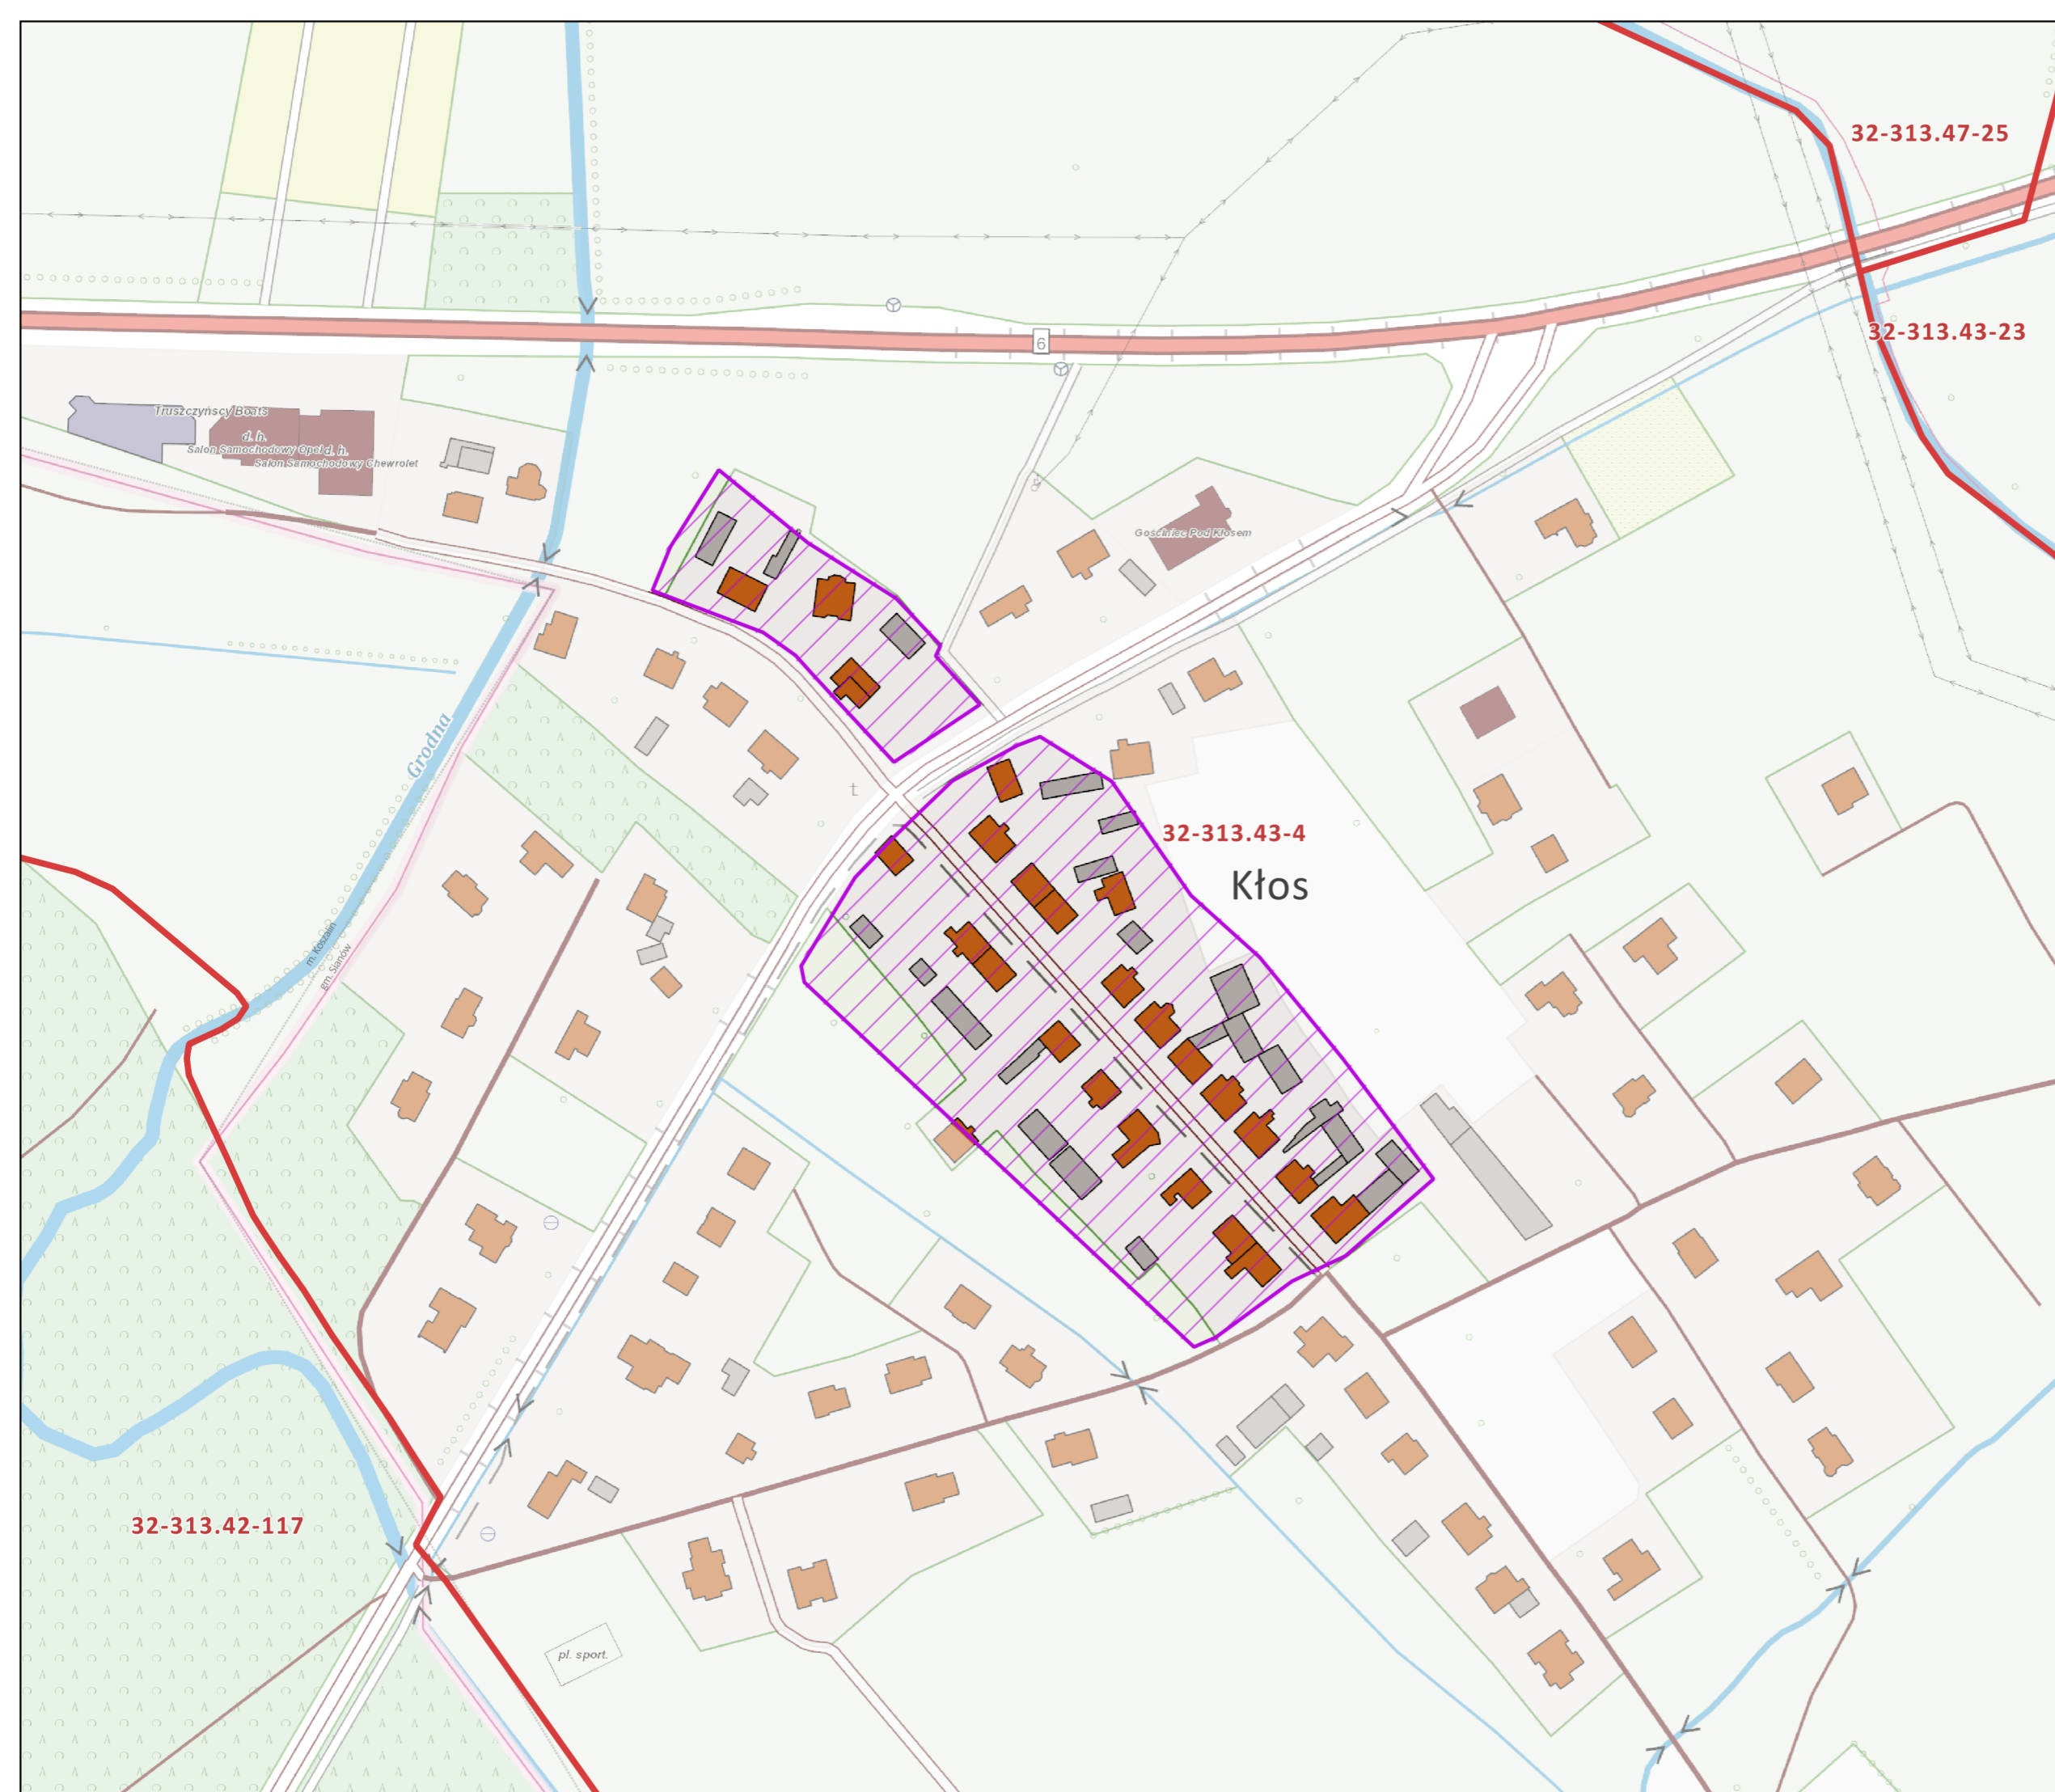 32-313.47-25
32-313.43-23
6
Truszczyńscy Boats
d. h.
Salon Samochodowy Opel
d. h.
Salon Samochodowy Chewrolet
Gościniec Pod Kłosem
Grodna
t
32-313.43-4
Kłos
m. Koszalin
gm. Sianów
32-313.42-117
pl. sport.